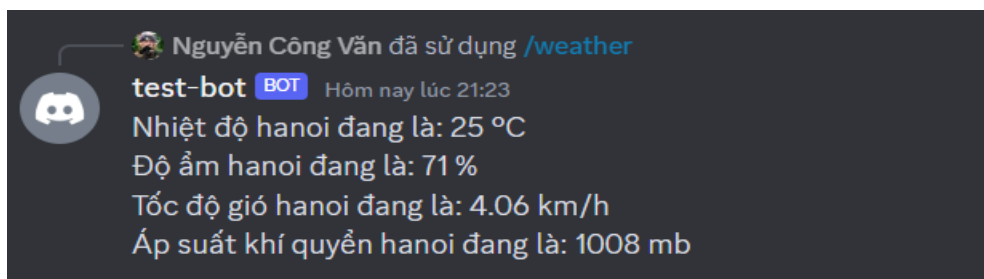 Nguyễn Công Văn đã sử dụng /weather
test-bot BOT Hôm nay lúc 21:23
Nhiệt độ hanoi đang là: 25 ºC
Độ ẩm hanoi đang là: 71 %
Tốc độ gió hanoi đang là: 4.06 km/h
Áp suất khí quyển hanoi đang là: 1008 mb